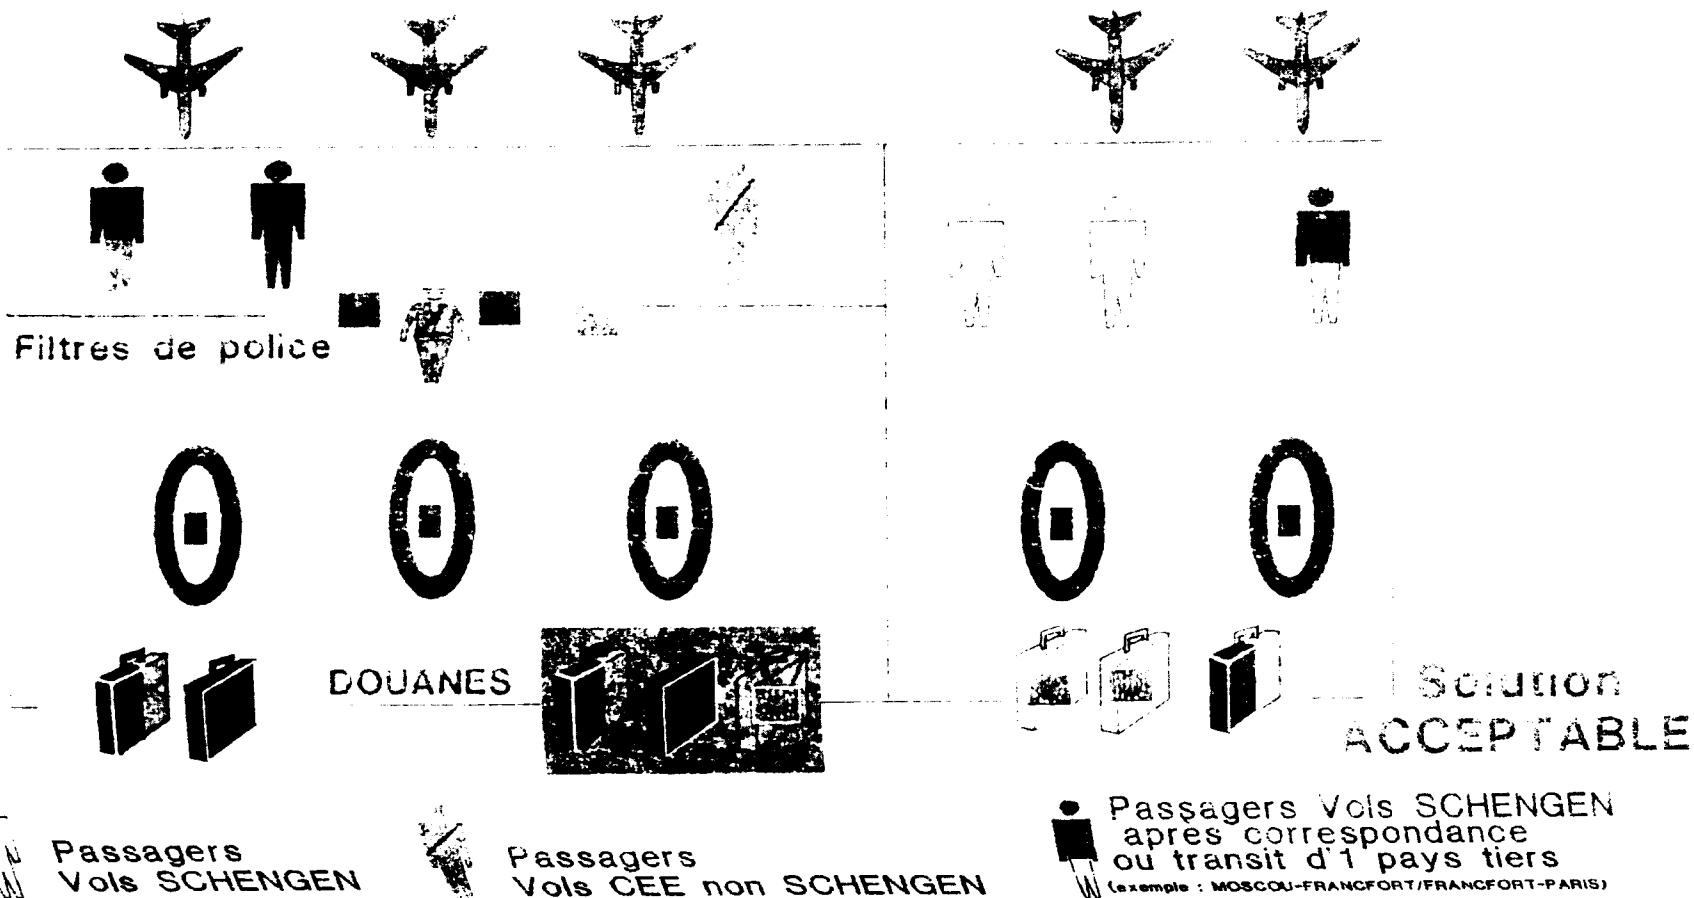 Filtres de police
DOUANES
Solution
ACCEPTABLE
Passagers
Vols SCHENGEN
Passagers
Vols CEE non SCHENGEN
Passagers Vols SCHENGEN
après correspondance
ou transit d'1 pays tiers
(exemple : MOSCOU-FRANCFORT/FRANCFORT-PARIS)